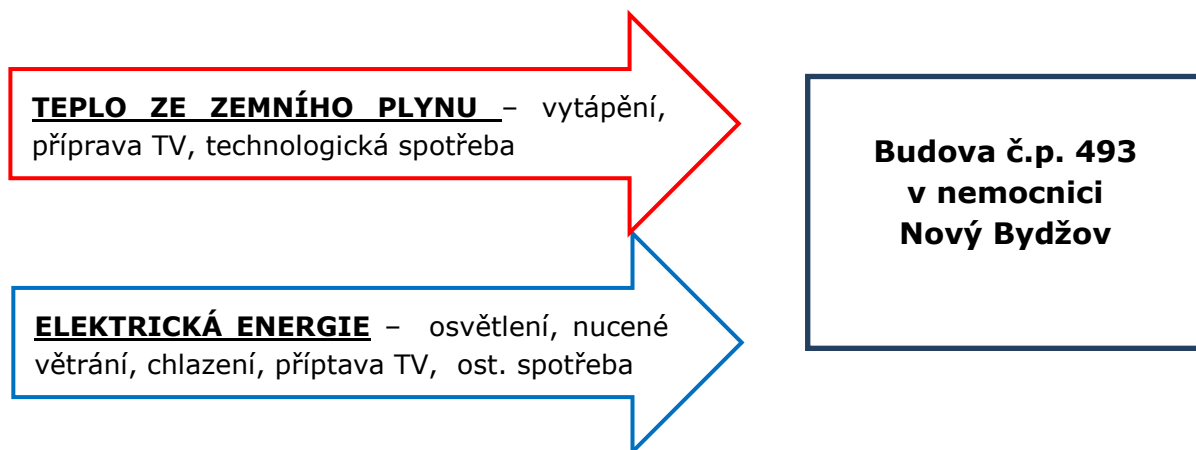 TEPLO ZE ZEMNÍHO PLYNU – vytápění,
příprava TV, technologická spotřeba
Budova č.p. 493
v nemocnici
Nový Bydžov
ELEKTRICKÁ ENERGIE – osvětlení, nucené
větrání, chlazení, příptava TV, ost. spotřeba